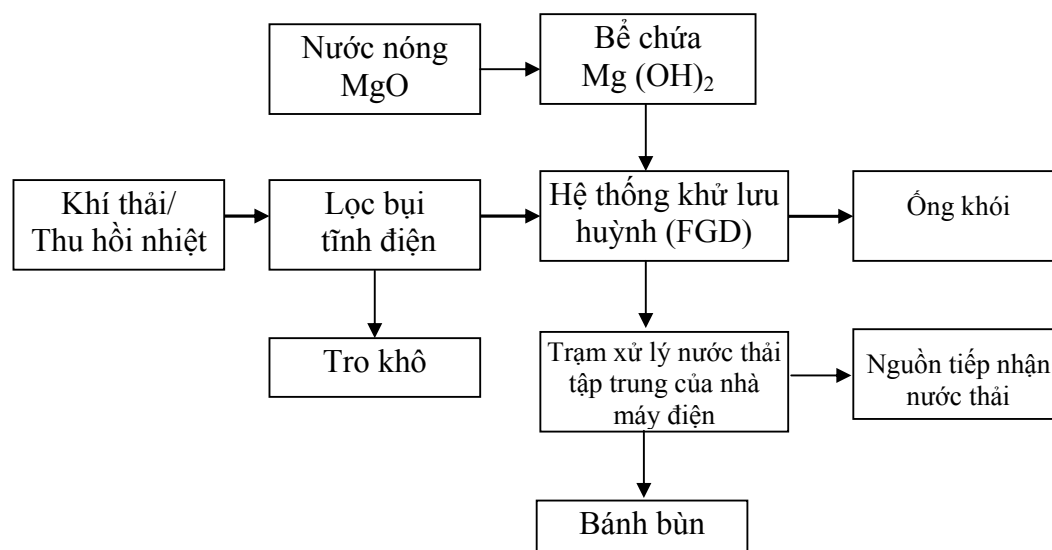 Nước nóng
MgO
Bể chứa
Mg (OH)2
Khí thải/
Thu hồi nhiệt
Lọc bụi
tĩnh điện
Hệ thống khử lưu
huỳnh (FGD)
Ống khói
Tro khô
Trạm xử lý nước thải
tập trung của nhà
máy điện
Nguồn tiếp nhận
nước thải
Bánh bùn